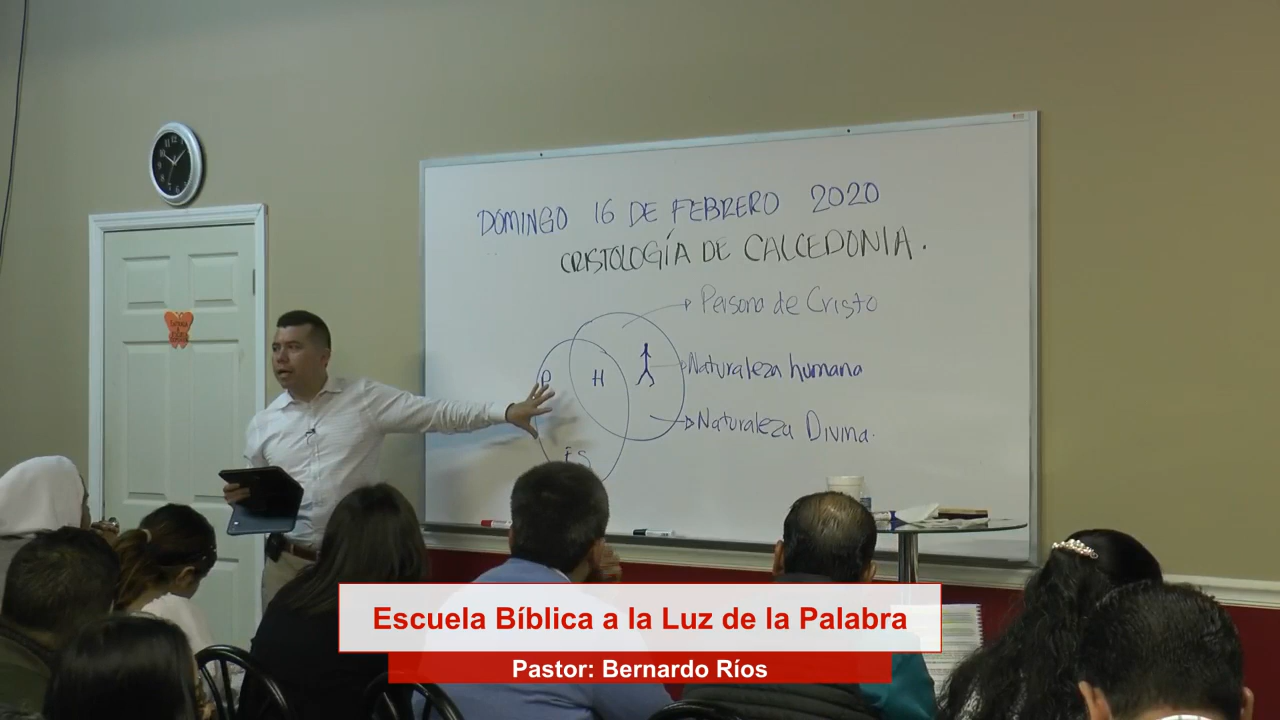 DOMINGO 16 DE FEBRERO 2020
CRISTOLOGÍA DE CALCEDONIA.
Persona de Cristo
P H
Naturaleza humana
Naturaleza Divina.
ES
Escuela Bíblica a la Luz de la Palabra
Pastor: Bernardo Ríos